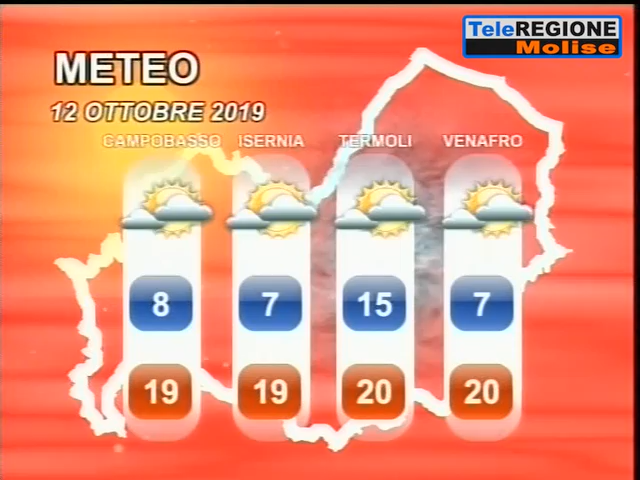 TeleREGIONE
Molise
METEO
12 OTTOBRE 2019
CAMPOBASSO ISERNIA TERMOLI VENAFRO
8 7 15 7
19 19 20 20